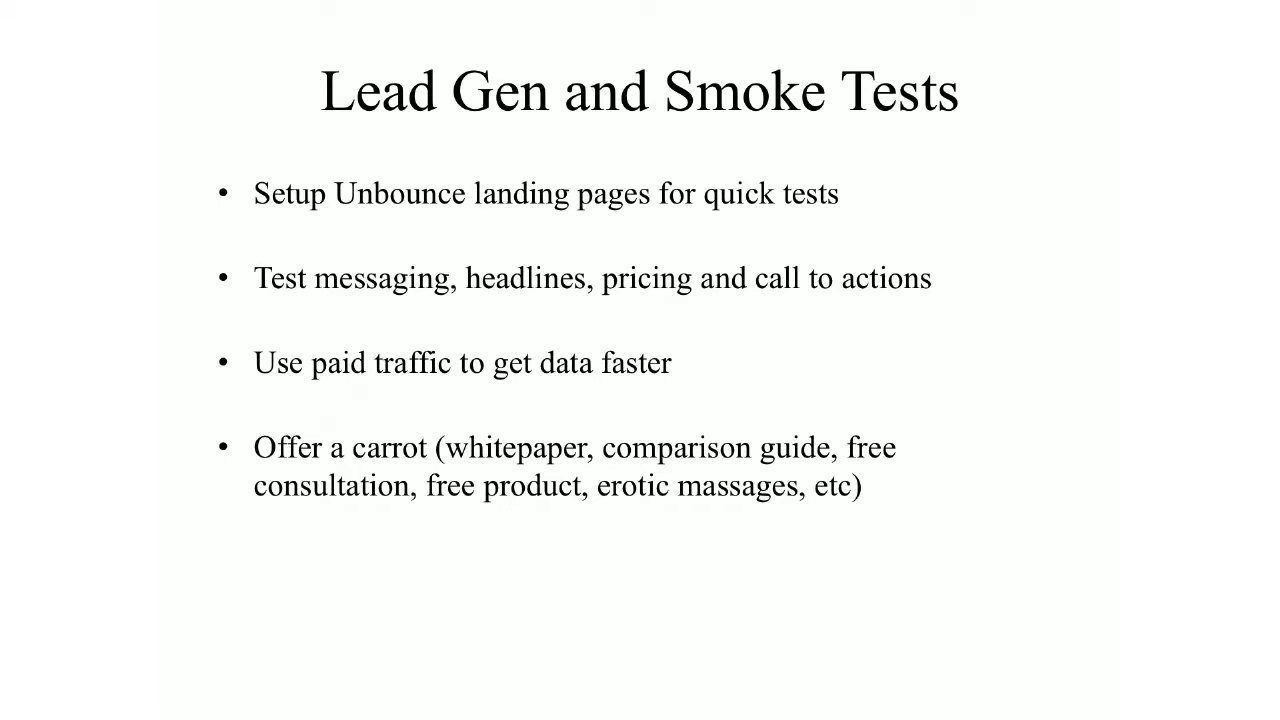 Lead Gen and Smoke Tests
• Setup Unbounce landing pages for quick tests
• Test messaging, headlines, pricing and call to actions
• Use paid traffic to get data faster
• Offer a carrot (whitepaper, comparison guide, free
consultation, free product, erotic massages, etc)